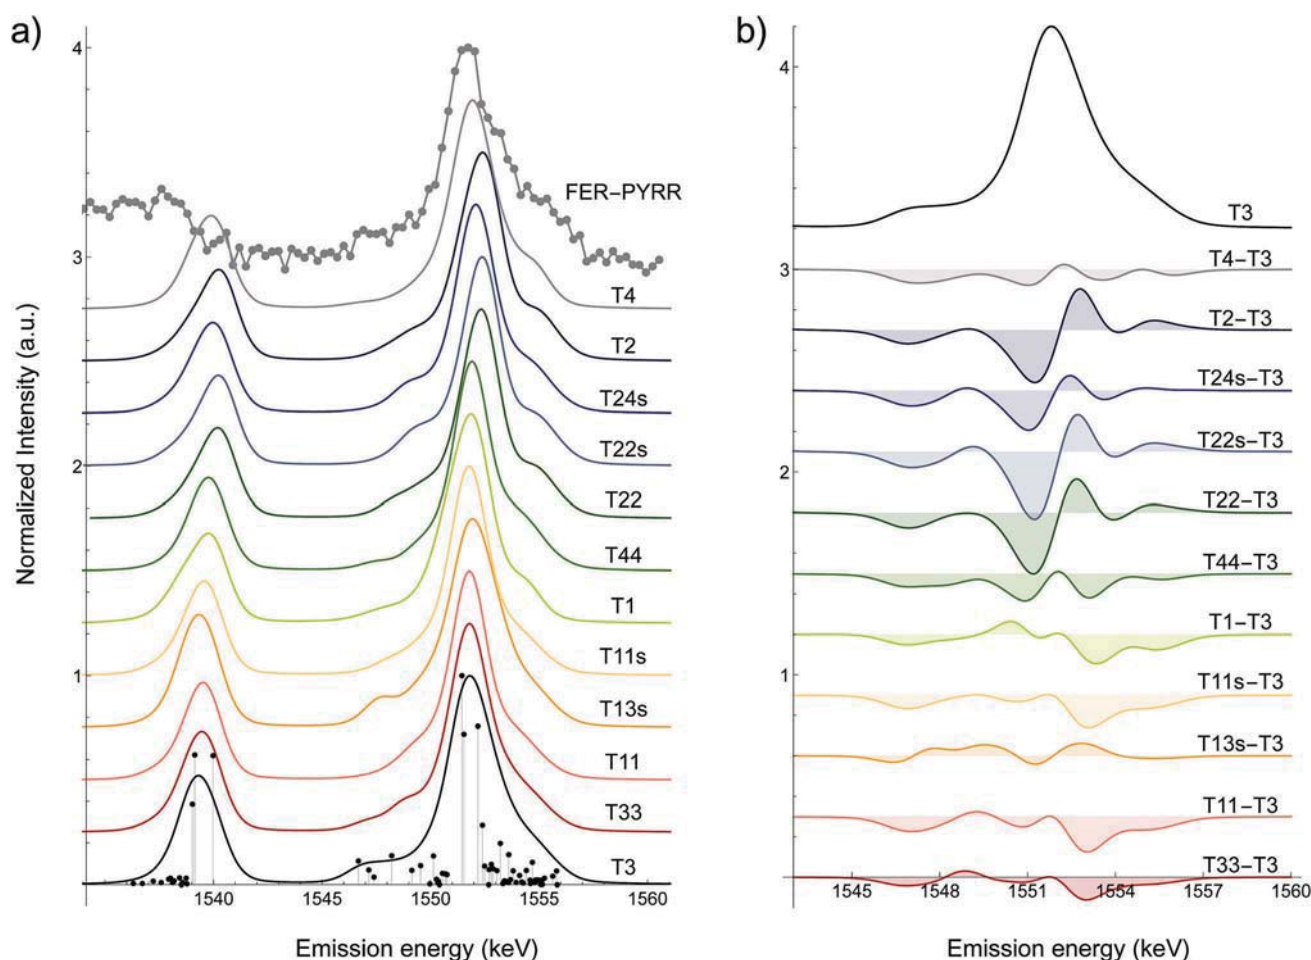 a)
4
3
2
1
Normalized Intensity (a.u.)
FER–PYRR
T4
T2
T24s
T22s
T22
T44
T1
T11s
T13s
T11
T33
T3
1540
1545
1550
1555
1560
Emission energy (keV)
b)
4
3
2
1
T3
T4–T3
T2–T3
T24s–T3
T22s–T3
T22–T3
T44–T3
T1–T3
T11s–T3
T13s–T3
T11–T3
T33–T3
1545
1548
1551
1554
1557
1560
Emission energy (keV)